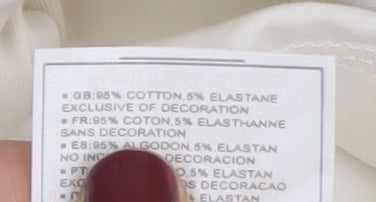 ▪ GB:95% COTTON,5% ELASTANE
EXCLUSIVE OF DECORATION
▪ FR:95% COTON,5% ELASTHANNE
SANS DECORATION
▪ ES:95% ALGODON,5% ELASTAN
NO DECORACION
▪ PT 5% ELASTAN
DECORACAO
ELASTAN